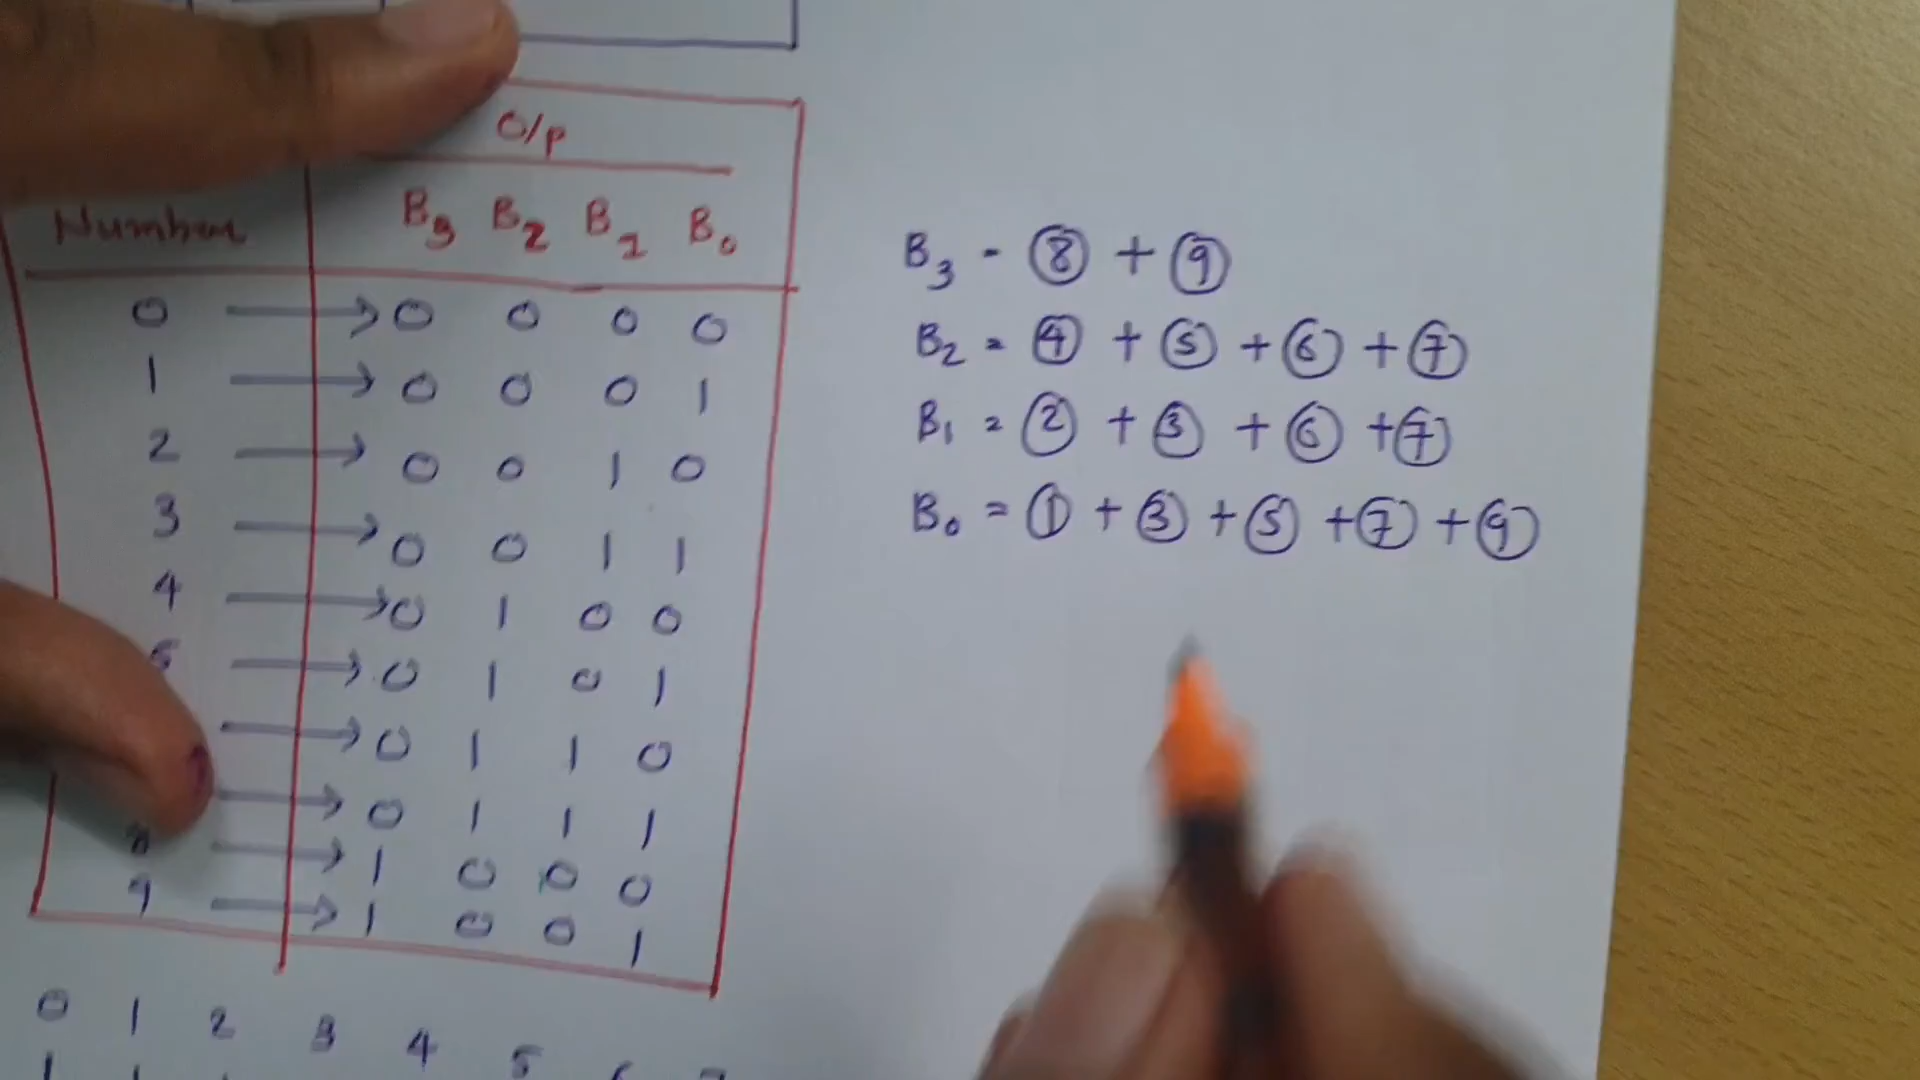 O/P
Number B3 B2 B1 B0
0 → 0 0 0 0
1 → 0 0 0 1
2 → 0 0 1 0
3 → 0 0 1 1
4 → 0 1 0 0
5 → 0 1 0 1
→ 0 1 1 0
→ 0 1 1 1
8 → 1 0 0 0
9 → 1 0 0 1
0 1 2 3 4 5
B3 - ⑧ + ⑨
B2 = ④ + ⑤ + ⑥ + ⑦
B1 = ② + ③ + ⑥ + ⑦
B0 = ① + ③ + ⑤ + ⑦ + ⑨